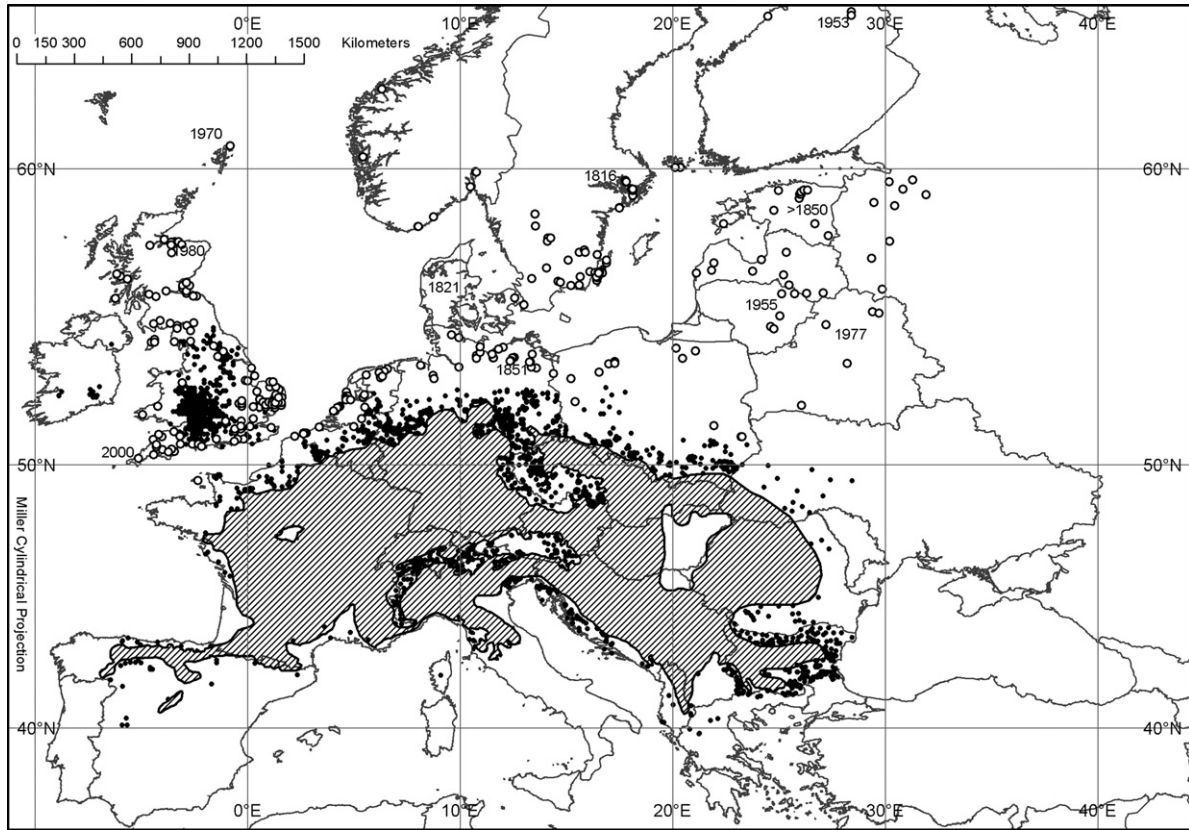 0°E 10°E 20°E 30°E 40°E
1953
0 150 300 600 900 1200 1500 Kilometers
1970
60°N 60°N
1816
>1850
1980
1821
1955
1977
1851
2000
50°N 50°N
Miller Cylindrical Projection
40°N 40°N
0°E 10°E 20°E 30°E 40°E